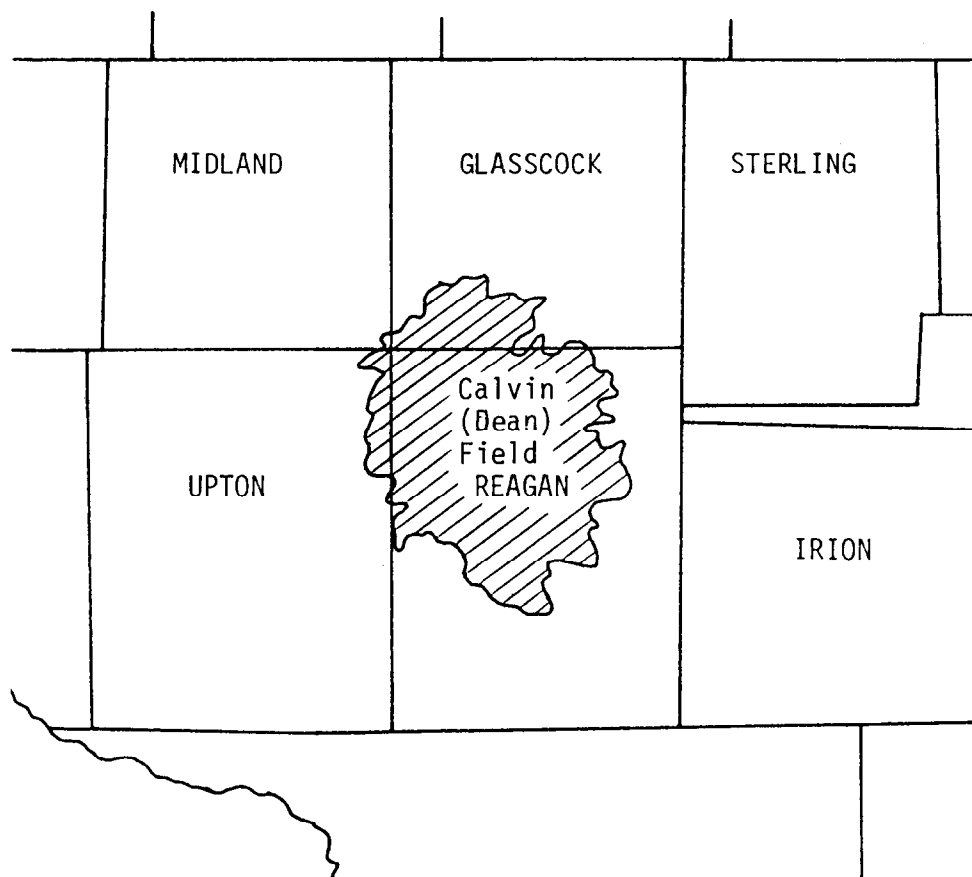 MIDLAND
GLASSCOCK
STERLING
Calvin
(Dean)
Field
REAGAN
UPTON
IRION